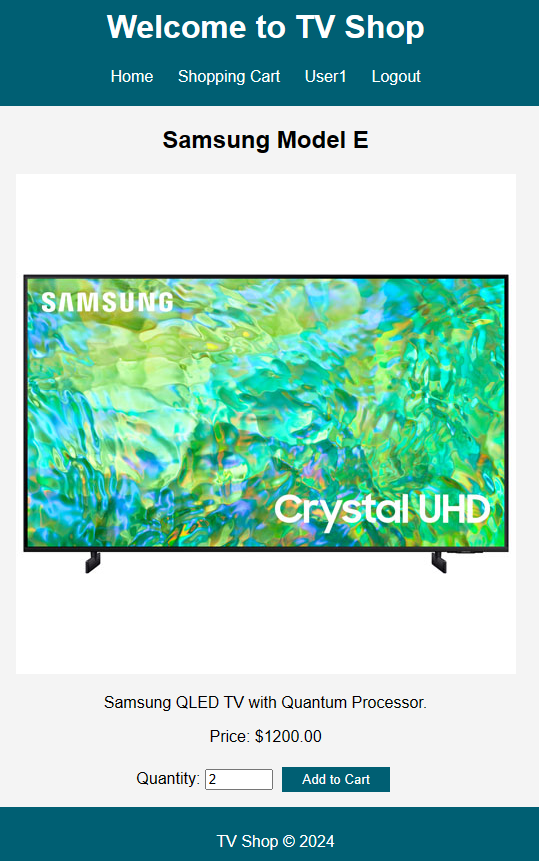 Welcome to TV Shop
Home Shopping Cart User1 Logout
Samsung Model E
SAMSUNG
Crystal UHD
Samsung QLED TV with Quantum Processor.
Price: $1200.00
Quantity: 2 Add to Cart
TV Shop © 2024